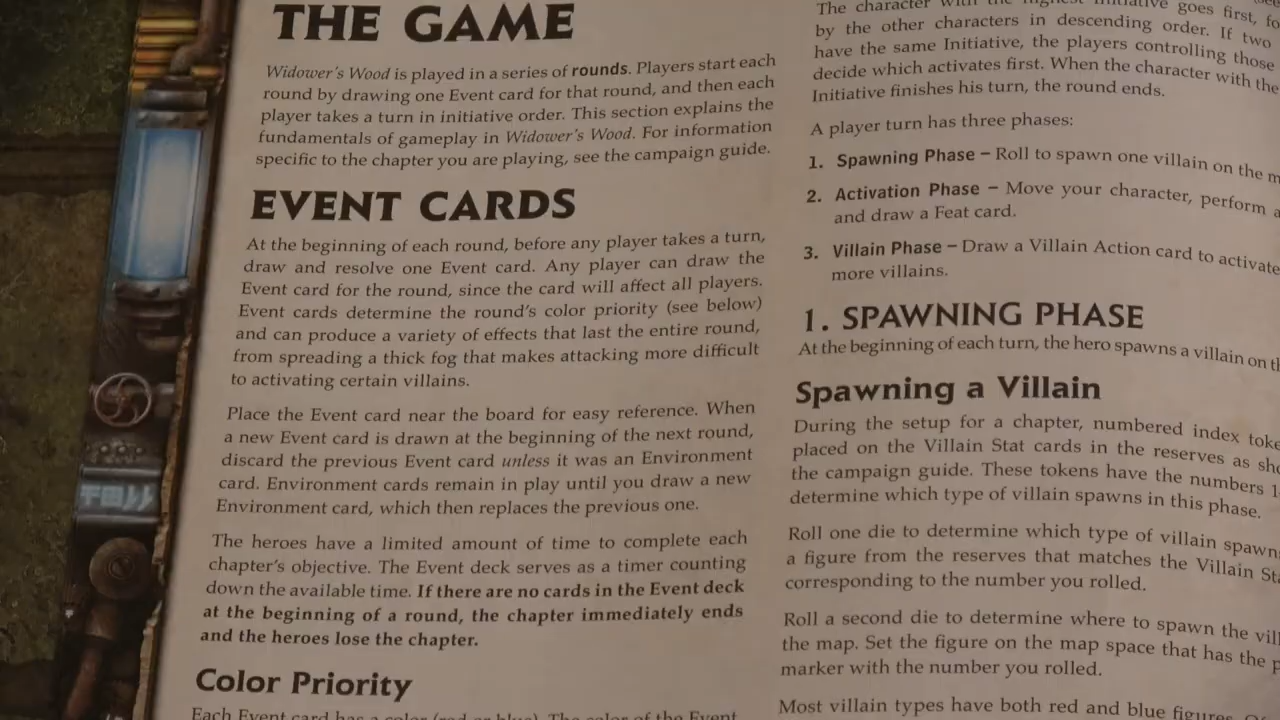 THE GAME
Widower's Wood is played in a series of rounds. Players start each
round by drawing one Event card for that round, and then each
player takes a turn in initiative order. This section explains the
fundamentals of gameplay in Widower's Wood. For information
specific to the chapter you are playing, see the campaign guide.
EVENT CARDS
At the beginning of each round, before any player takes a turn,
draw and resolve one Event card. Any player can draw the
Event card for the round, since the card will affect all players.
Event cards determine the round's color priority (see below)
and can produce a variety of effects that last the entire round,
from spreading a thick fog that makes attacking more difficult
to activating certain villains.
Place the Event card near the board for easy reference. When
a new Event card is drawn at the beginning of the next round,
discard the previous Event card unless it was an Environment
card. Environment cards remain in play until you draw a new
Environment card, which then replaces the previous one.
The heroes have a limited amount of time to complete each
chapter's objective. The Event deck serves as a timer counting
down the available time. If there are no cards in the Event deck
at the beginning of a round, the chapter immediately ends
and the heroes lose the chapter.
Color Priority
Each Event card has a color (red or blue). The color of the Event
The character with the highest Initiative goes first,
by the other characters in descending order. If two
have the same Initiative, the players controlling those
decide which activates first. When the character with the
Initiative finishes his turn, the round ends.
A player turn has three phases:
1. Spawning Phase – Roll to spawn one villain on the
2. Activation Phase – Move your character, perform
and draw a Feat card.
3. Villain Phase – Draw a Villain Action card to activate
more villains.
1. SPAWNING PHASE
At the beginning of each turn, the hero spawns a villain on
Spawning a Villain
During the setup for a chapter, numbered index
placed on the Villain Stat cards in the reserves as
the campaign guide. These tokens have the numbers
determine which type of villain spawns in this phase.
Roll one die to determine which type of villain
a figure from the reserves that matches the Villain
corresponding to the number you rolled.
Roll a second die to determine where to spawn the
the map. Set the figure on the map space that has the
marker with the number you rolled.
Most villain types have both red and blue figures.